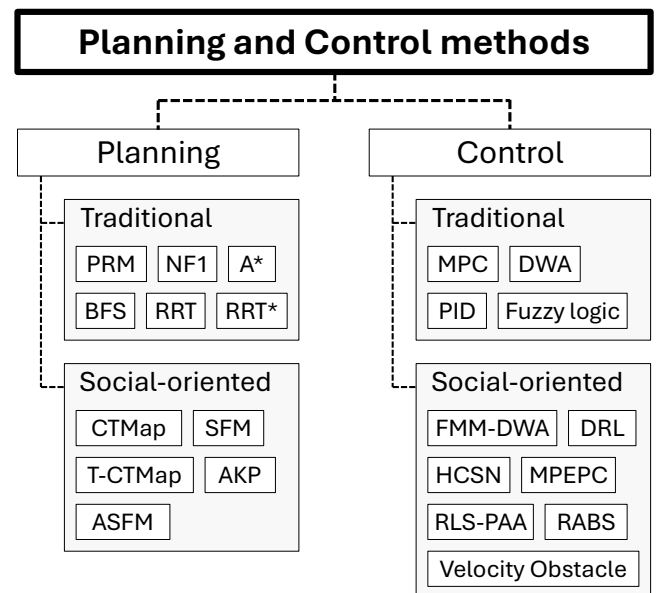 Planning and Control methods
Planning
Traditional
PRM NF1 A*
BFS RRT RRT*
Social-oriented
CTMap SFM
T-CTMap AKP
ASFM
Control
Traditional
MPC DWA
PID Fuzzy logic
Social-oriented
FMM-DWA DRL
HCSN MPEPC
RLS-PAA RABS
Velocity Obstacle